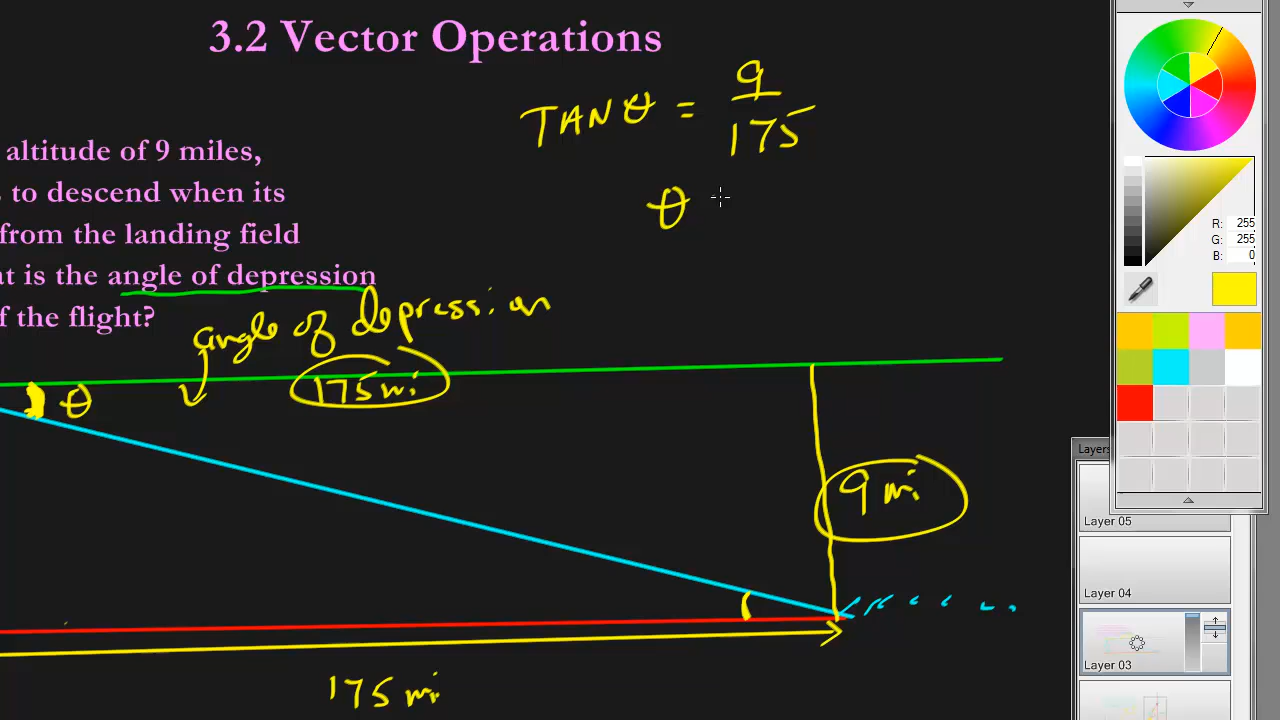 3.2 Vector Operations
TAN θ = 9/175
θ
altitude of 9 miles,
s to descend when its
from the landing field
at is the angle of depression
f the flight?
angle of depression
175 mi
θ
9 mi
175 mi
R: 255
G: 255
B: 0
Layers
Layer 05
Layer 04
Layer 03